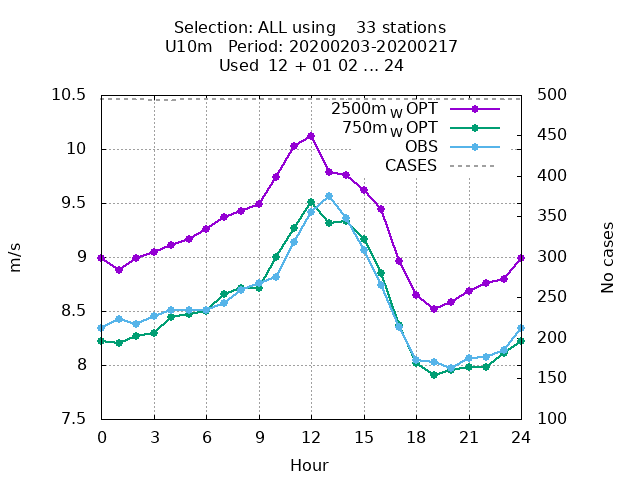 Selection: ALL using    33 stations
U10m   Period: 20200203-20200217
Used  12 + 01 02 ... 24
2500m W OPT
750m W OPT
OBS
CASES
10.5
10
9.5
9
8.5
8
7.5
m/s
500
450
400
350
300
250
200
150
100
No cases
0 3 6 9 12 15 18 21 24
Hour